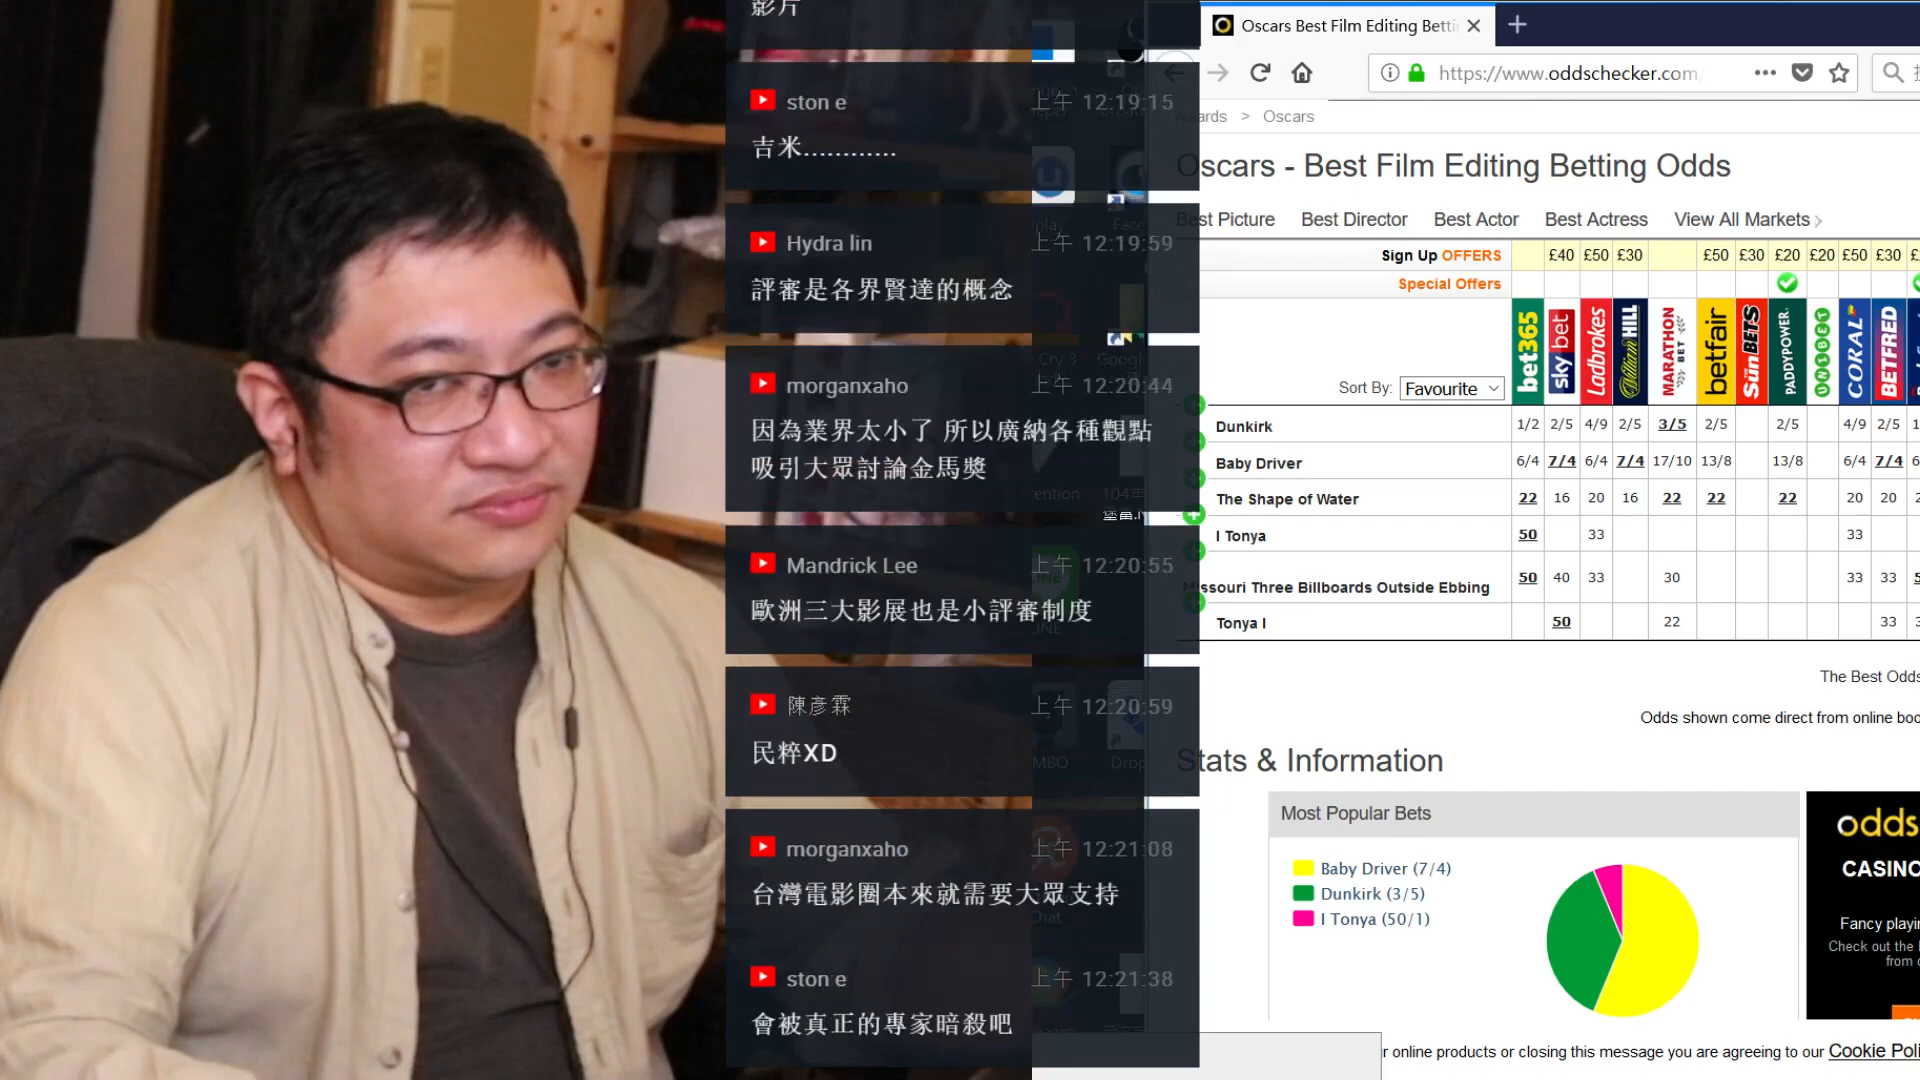 影片
ston e 上午 12:19:15
吉米............
Hydra lin 上午 12:19:59
評審是各界賢達的概念
morganxaho 上午 12:20:44
因為業界太小了 所以廣納各種觀點
吸引大眾討論金馬獎
Mandrick Lee 上午 12:20:55
歐洲三大影展也是小評審制度
陳彥霖 上午 12:20:59
民粹XD
morganxaho 上午 12:21:08
台灣電影圈本來就需要大眾支持
ston e 上午 12:21:38
會被真正的專家暗殺吧
Oscars Best Film Editing Betti
https://www.oddschecker.com
Awards > Oscars
Oscars - Best Film Editing Betting Odds
Best Picture Best Director Best Actor Best Actress View All Markets
Sign Up OFFERS £40 £50 £30 £50 £30 £20 £20 £50 £30
Special Offers
Sort By: Favourite
bet365 sky bet Ladbrokes William HILL MARATHON BET betfair THE Sun BETS PADDYPOWER. UNIBET CORAL BETFRED
Dunkirk 1/2 2/5 4/9 2/5 3/5 2/5 2/5 4/9 2/5
Baby Driver 6/4 7/4 6/4 7/4 17/10 13/8 13/8 6/4 7/4
The Shape of Water 22 16 20 16 22 22 22 20 20
I Tonya 50 33 33
ssouri Three Billboards Outside Ebbing 50 40 33 30 33 33
Tonya I 50 22 33
The Best Odds
Odds shown come direct from online boo
Stats & Information
Most Popular Bets
Baby Driver (7/4)
Dunkirk (3/5)
I Tonya (50/1)
odds
CASINO
Fancy playin
Check out the
from o
r online products or closing this message you are agreeing to our Cookie Poli